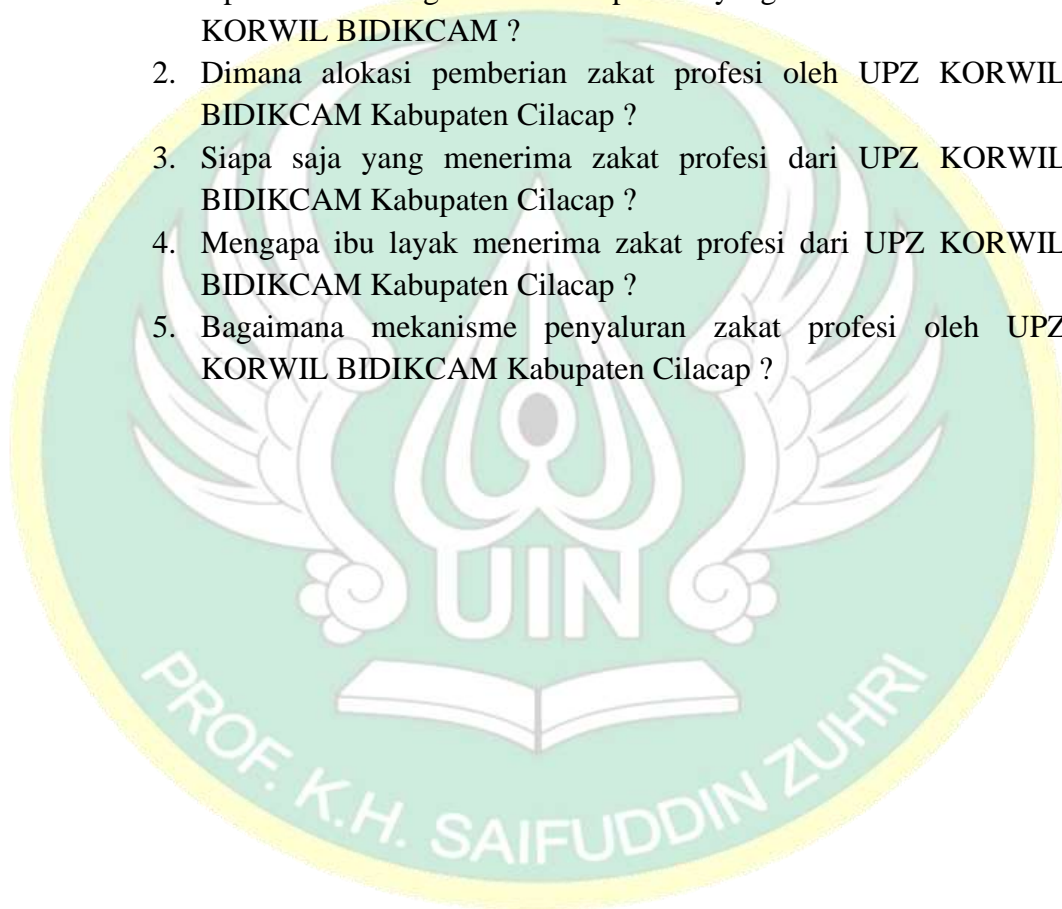 KORWIL BIDIKCAM ?
2. Dimana alokasi pemberian zakat profesi oleh UPZ KORWIL
BIDIKCAM Kabupaten Cilacap ?
3. Siapa saja yang menerima zakat profesi dari UPZ KORWIL
BIDIKCAM Kabupaten Cilacap ?
4. Mengapa ibu layak menerima zakat profesi dari UPZ KORWIL
BIDIKCAM Kabupaten Cilacap ?
5. Bagaimana mekanisme penyaluran zakat profesi oleh UPZ
KORWIL BIDIKCAM Kabupaten Cilacap ?
UIN
PROF. K.H. SAIFUDDIN ZUHRI